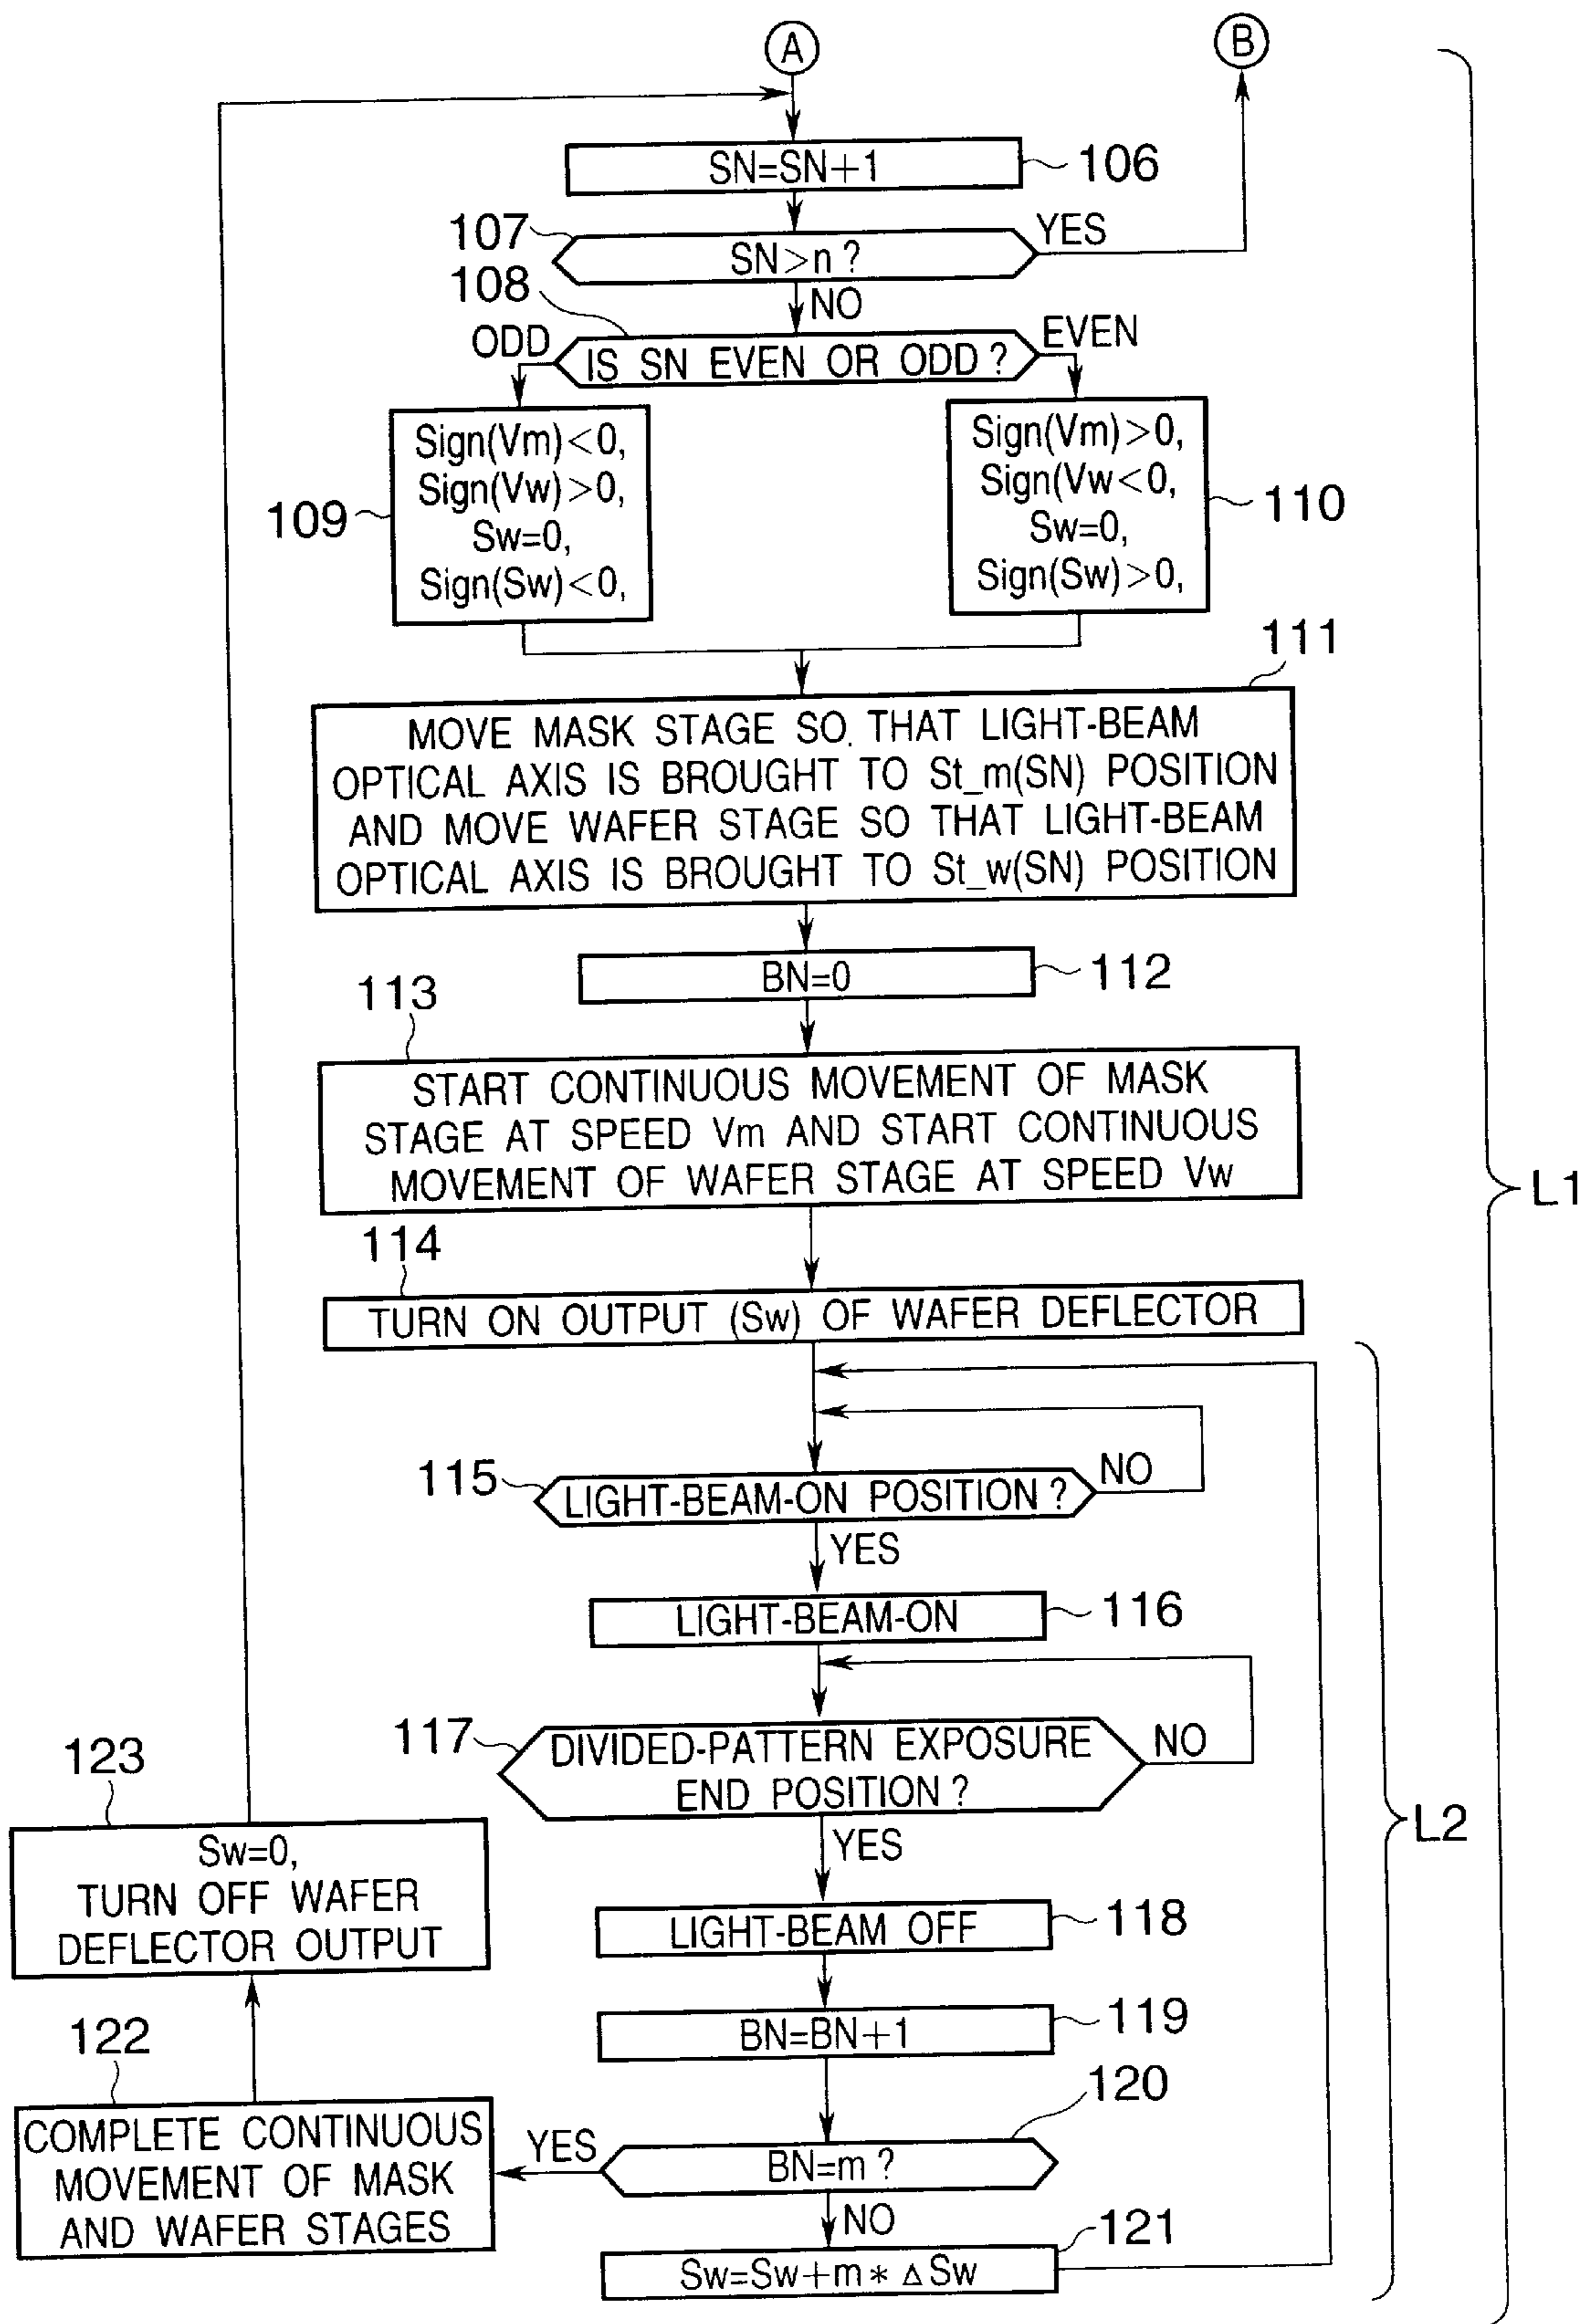 A
B
SN=SN+1
106
107
SN>n?
YES
NO
108
ODD
IS SN EVEN OR ODD?
EVEN
Sign(Vm)<0,
Sign(Vw)>0,
Sw=0,
Sign(Sw)<0,
109
Sign(Vm)>0,
Sign(Vw<0,
Sw=0,
Sign(Sw)>0,
110
111
MOVE MASK STAGE SO. THAT LIGHT-BEAM
OPTICAL AXIS IS BROUGHT TO St_m(SN) POSITION
AND MOVE WAFER STAGE SO THAT LIGHT-BEAM
OPTICAL AXIS IS BROUGHT TO St_w(SN) POSITION
BN=0
112
113
START CONTINUOUS MOVEMENT OF MASK
STAGE AT SPEED Vm AND START CONTINUOUS
MOVEMENT OF WAFER STAGE AT SPEED Vw
L1
114
TURN ON OUTPUT (Sw) OF WAFER DEFLECTOR
115
LIGHT-BEAM-ON POSITION?
NO
YES
LIGHT-BEAM-ON
116
117
DIVIDED-PATTERN EXPOSURE
END POSITION?
NO
YES
L2
LIGHT-BEAM OFF
118
BN=BN+1
119
120
BN=m?
YES
NO
121
Sw=Sw+m*ΔSw
122
COMPLETE CONTINUOUS
MOVEMENT OF MASK
AND WAFER STAGES
123
Sw=0,
TURN OFF WAFER
DEFLECTOR OUTPUT